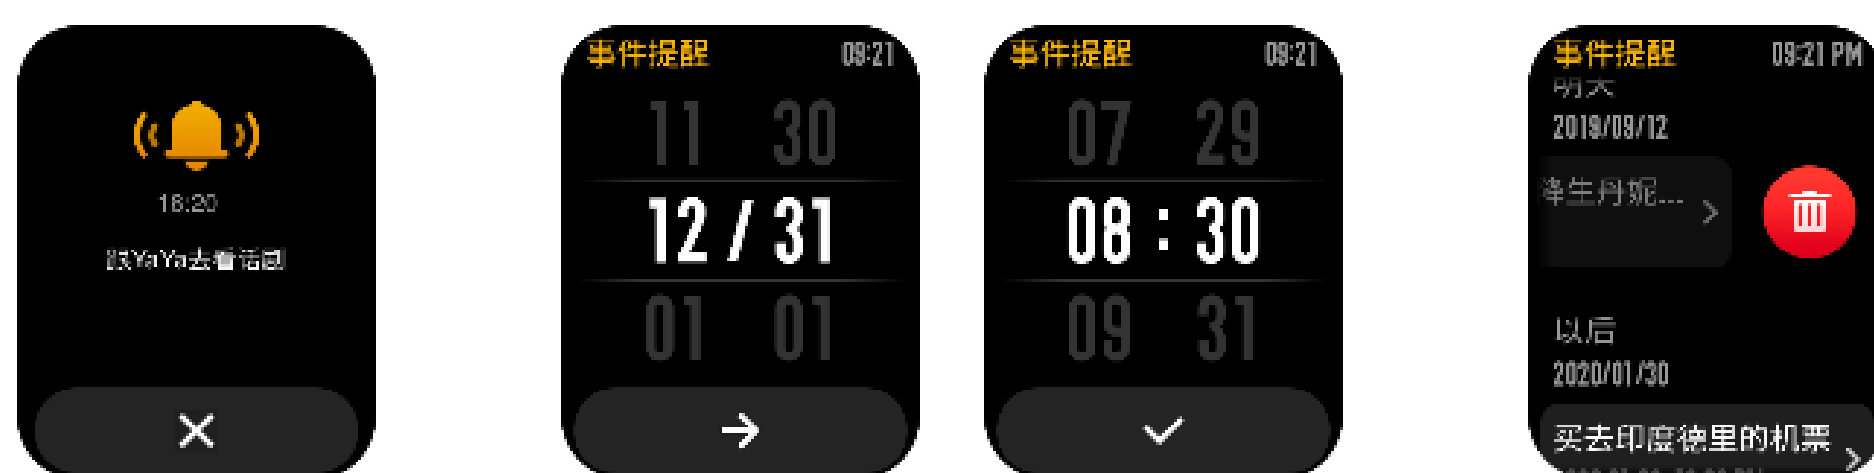 18:20
跟YaYa去看话剧
事件提醒 09:21
11 30
12 / 31
01 01
事件提醒 09:21
07 29
08 : 30
09 31
事件提醒 09:21 PM
明天
2019/09/12
降生丹妮...
以后
2020/01/30
买去印度德里的机票